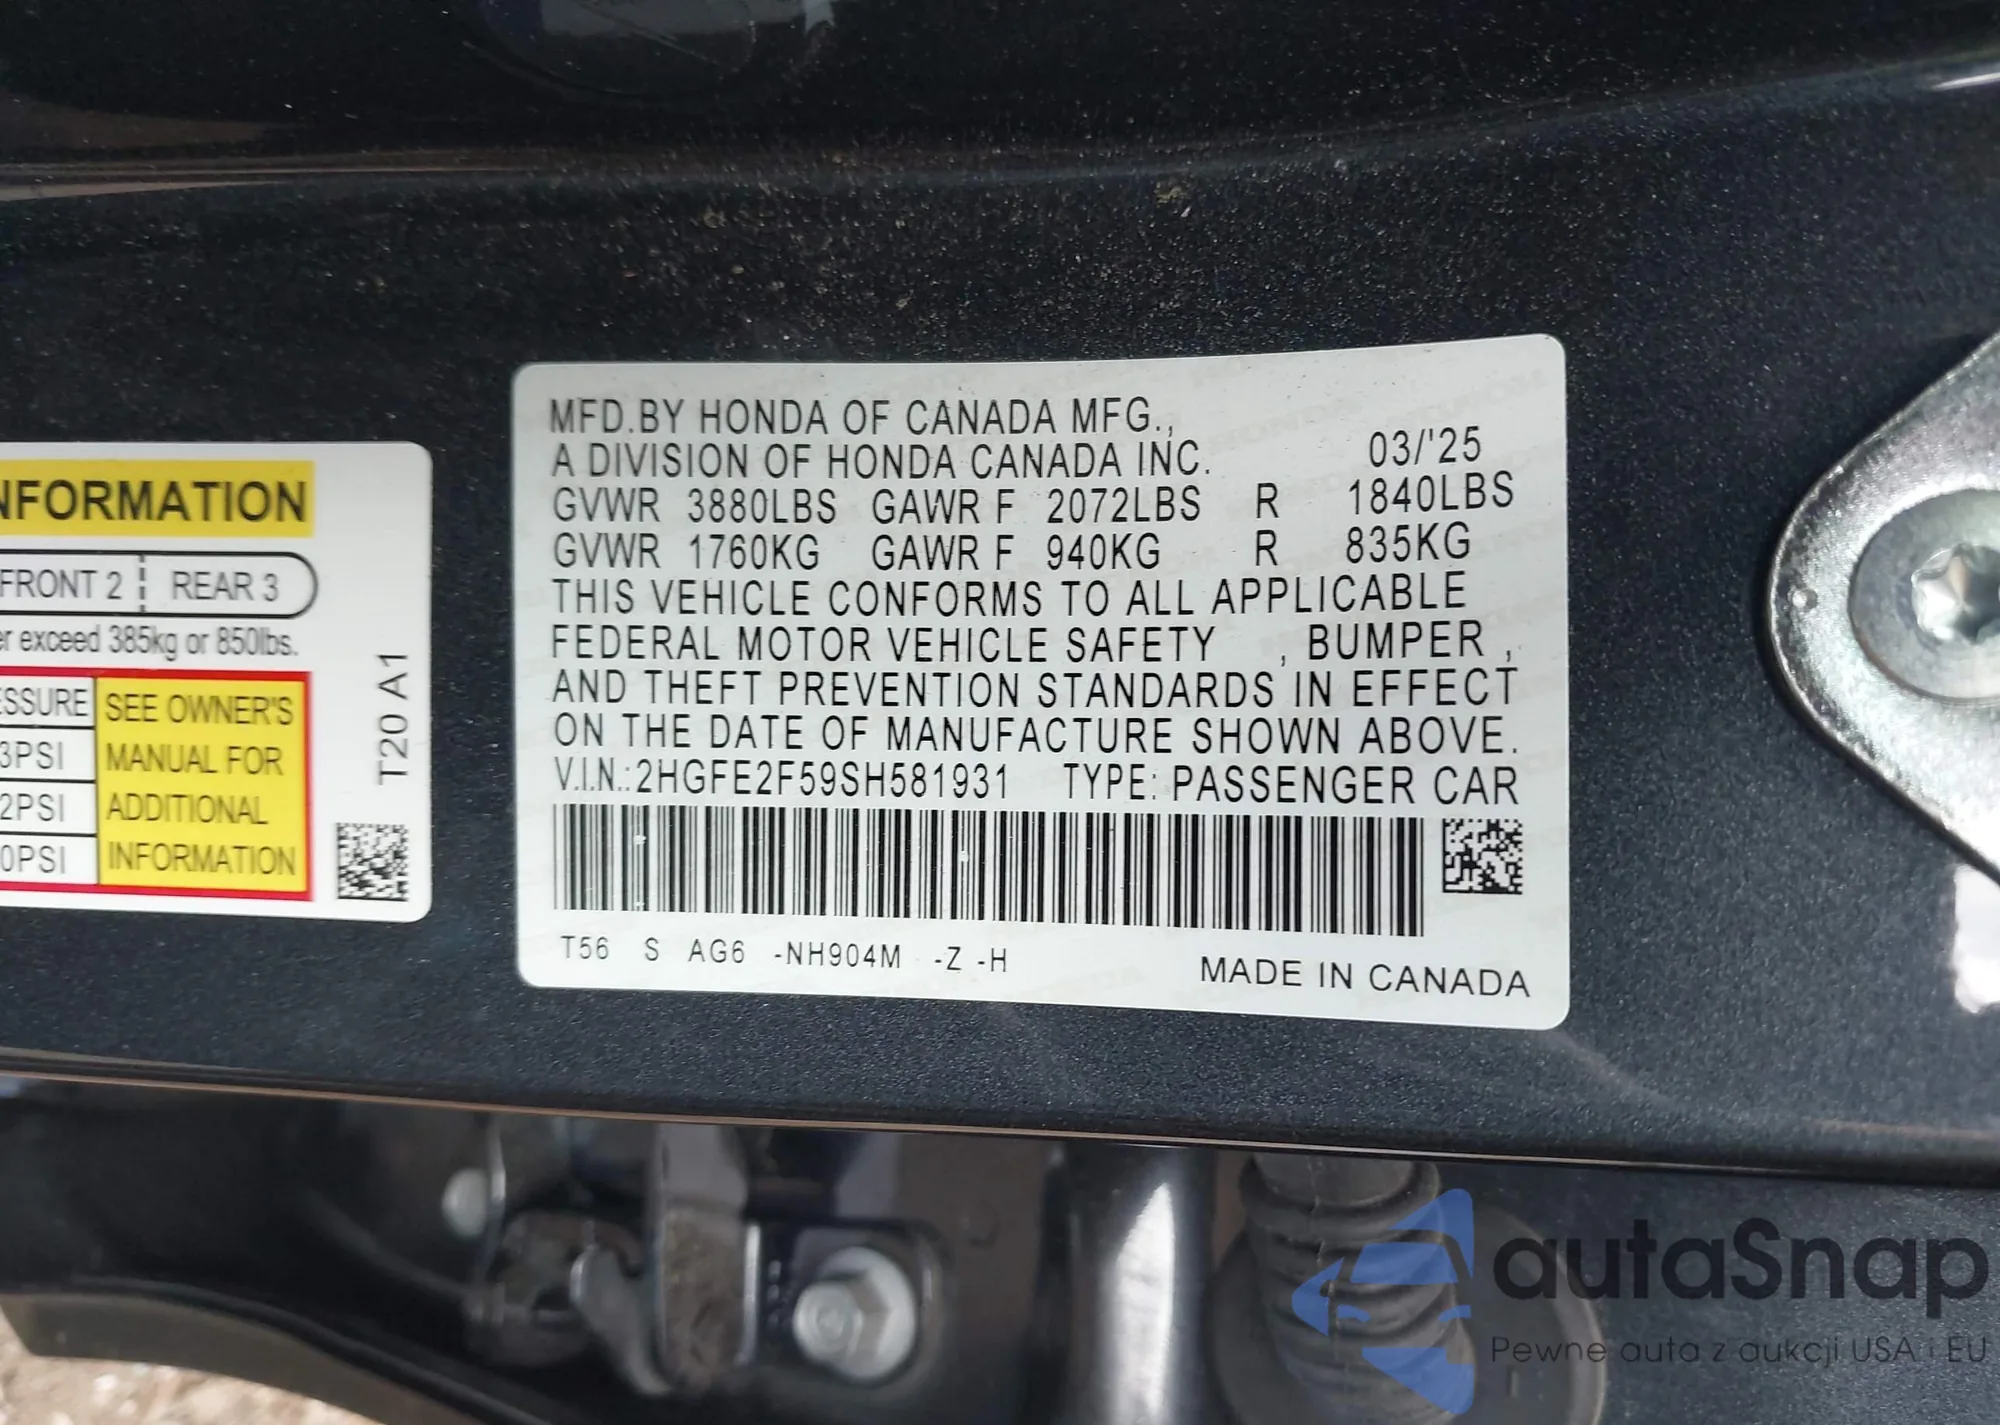 NFORMATION
FRONT 2 REAR 3
er exceed 385kg or 850lbs.
ESSURE
3PSI
2PSI
0PSI
SEE OWNER'S
MANUAL FOR
ADDITIONAL
INFORMATION
T20 A1
MFD.BY HONDA OF CANADA MFG.,
A DIVISION OF HONDA CANADA INC. 03/'25
GVWR 3880LBS GAWR F 2072LBS R 1840LBS
GVWR 1760KG GAWR F 940KG R 835KG
THIS VEHICLE CONFORMS TO ALL APPLICABLE
FEDERAL MOTOR VEHICLE SAFETY , BUMPER ,
AND THEFT PREVENTION STANDARDS IN EFFECT
ON THE DATE OF MANUFACTURE SHOWN ABOVE.
V.I.N.:2HGFE2F59SH581931 TYPE: PASSENGER CAR
T56 S AG6 -NH904M -Z -H
MADE IN CANADA
autaSnap
Pewne auta z aukcji USA i EU